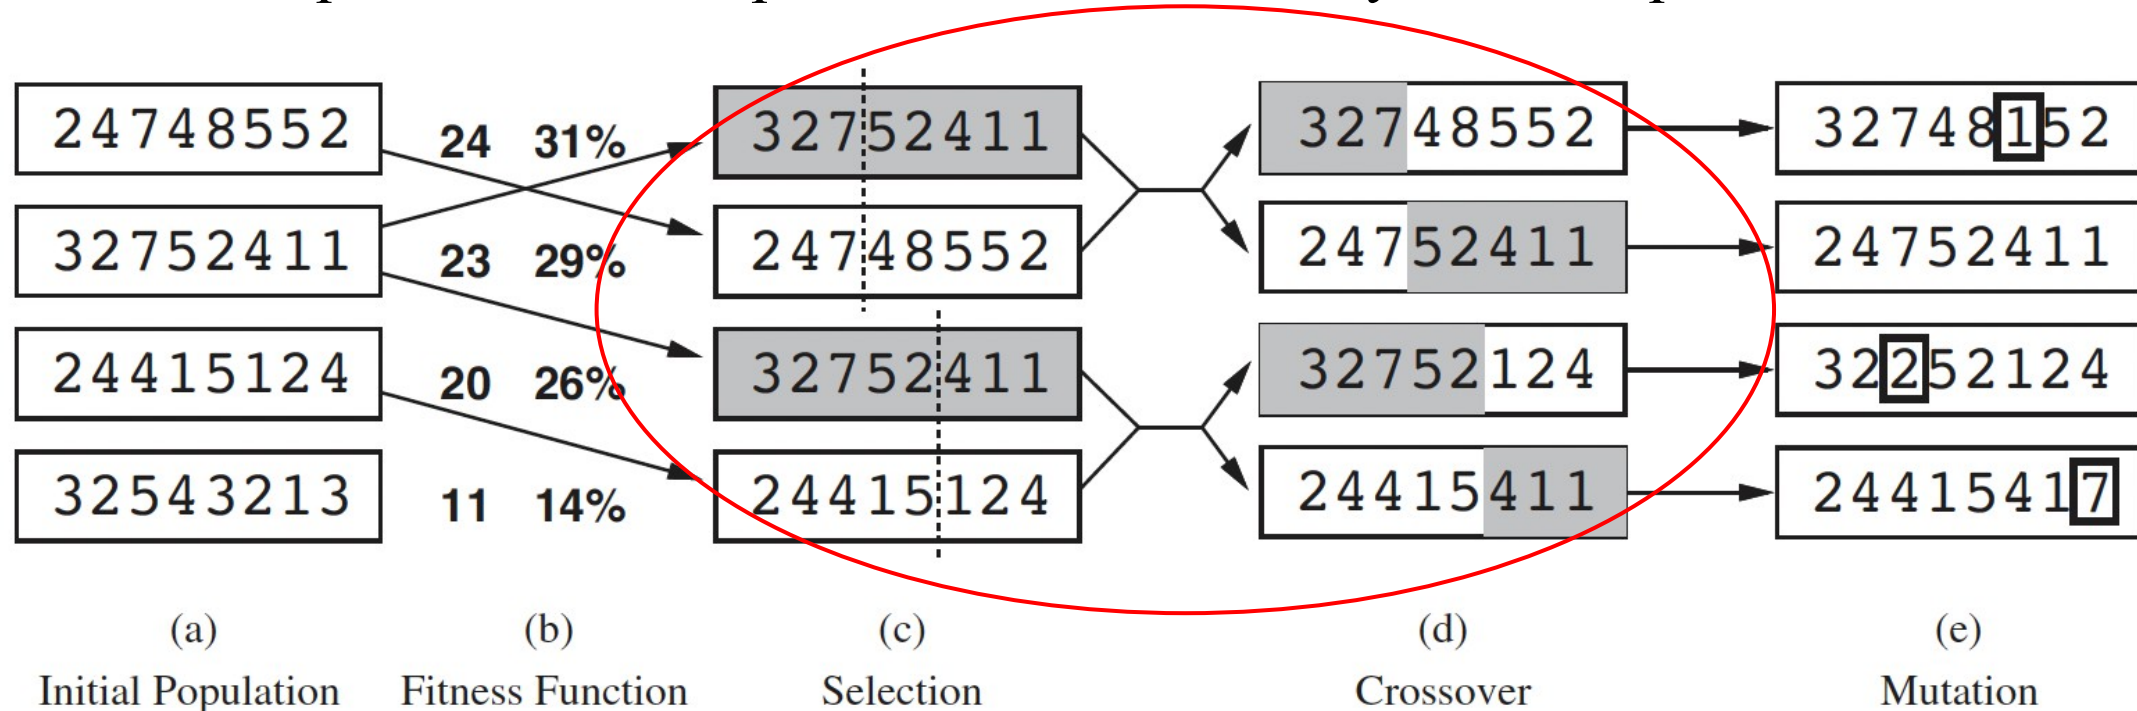 24748552 24 31% 32752411 32748552 32748152
32752411 23 29% 24748552 24752411 24752411
24415124 20 26% 32752411 32752124 32252124
32543213 11 14% 24415124 24415411 24415417
(a) (b) (c) (d) (e)
Initial Population Fitness Function Selection Crossover Mutation